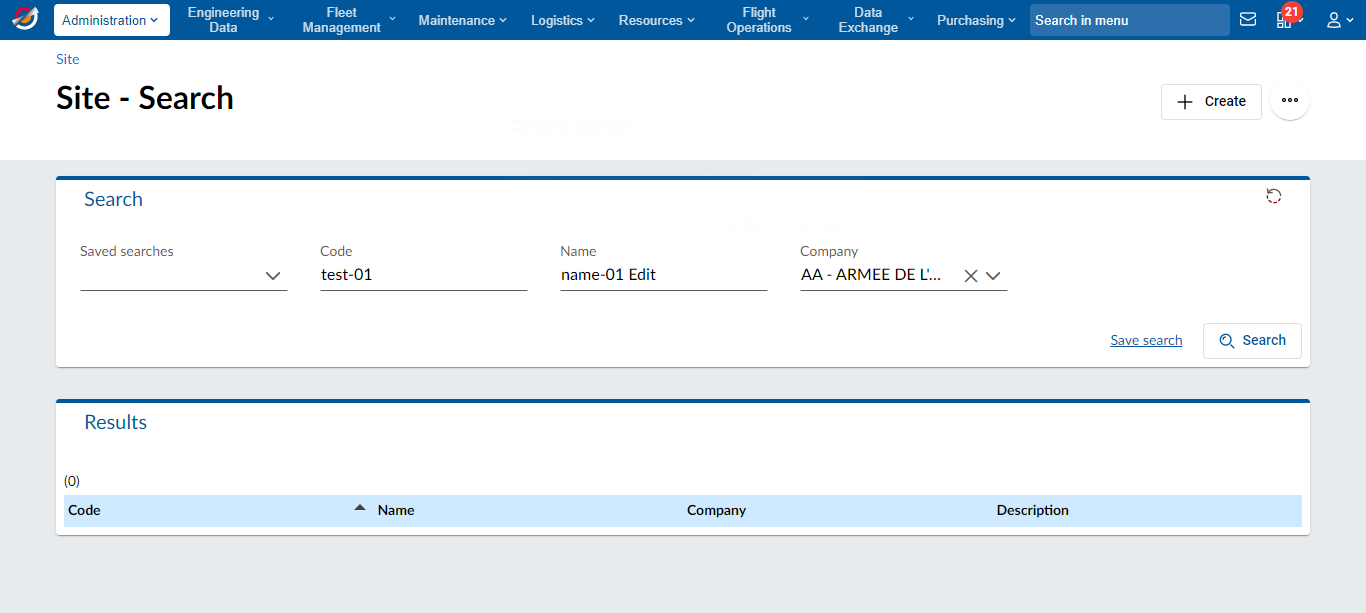 Administration
Engineering
Data
Fleet
Management
Maintenance
Logistics
Resources
Flight
Operations
Data
Exchange
Purchasing
Search in menu
21
Site
Site - Search
Create
Search
Saved searches
Code
Name
Company
test-01
name-01 Edit
AA - ARMEE DE L'...
Save search
Search
Results
(0)
Code
Name
Company
Description